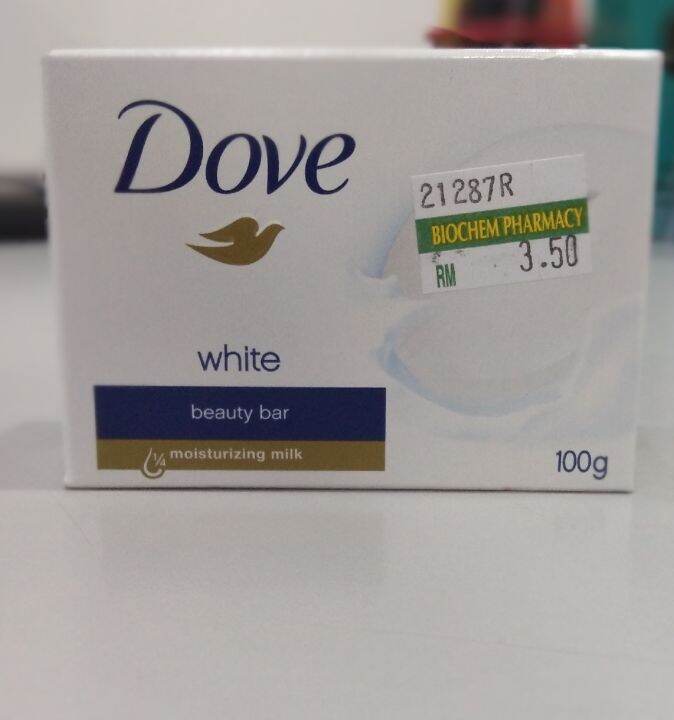 Dove
21287R
BIOCHEM PHARMACY
RM 3.50
white
beauty bar
1/4 moisturizing milk
100g